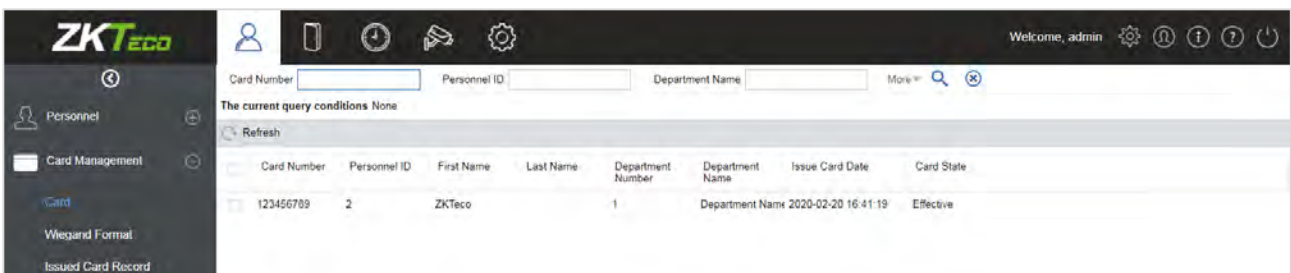 ZKTeco
Welcome, admin
Card Number Personnel ID Department Name More
The current query conditions None
Personnel
Refresh
Card Management
Card Number Personnel ID First Name Last Name Department Number Department Name Issue Card Date Card State
Card
123456789 2 ZKTeco 1 Department Name 2020-02-20 16:41:19 Effective
Wiegand Format
Issued Card Record